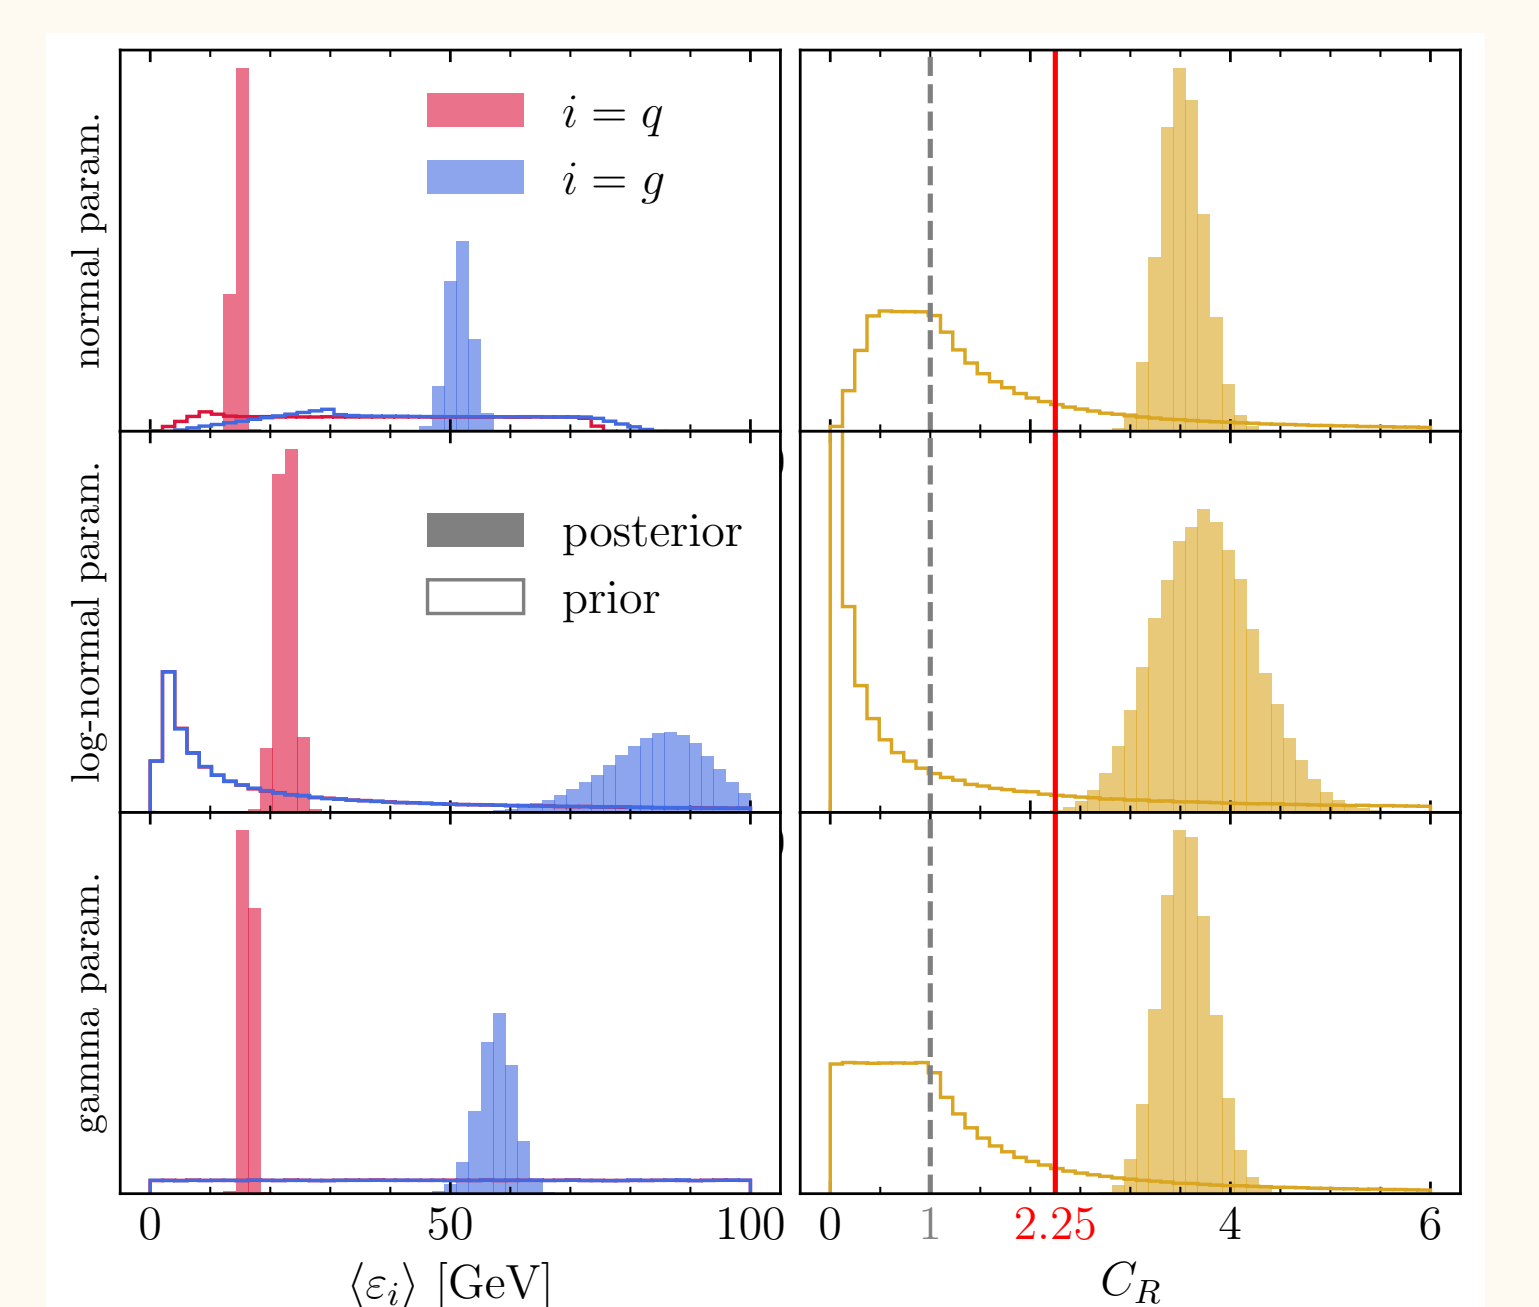 normal param.
i = q
i = g
log-normal param.
posterior
prior
gamma param.
0 50 100
⟨ε_i⟩ [GeV]
0 1 2.25 4 6
C_R